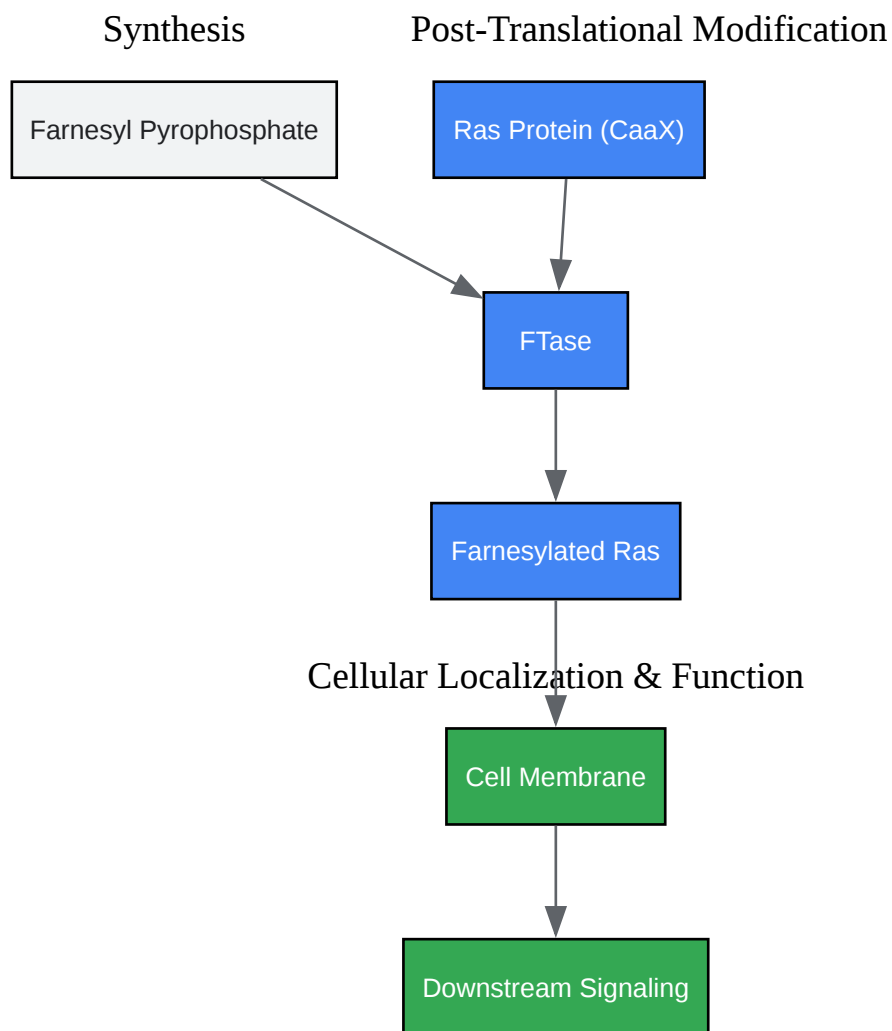 Synthesis
Post-Translational Modification
Farnesyl Pyrophosphate
Ras Protein (CaaX)
FTase
Farnesylated Ras
Cellular Localization & Function
Cell Membrane
Downstream Signaling